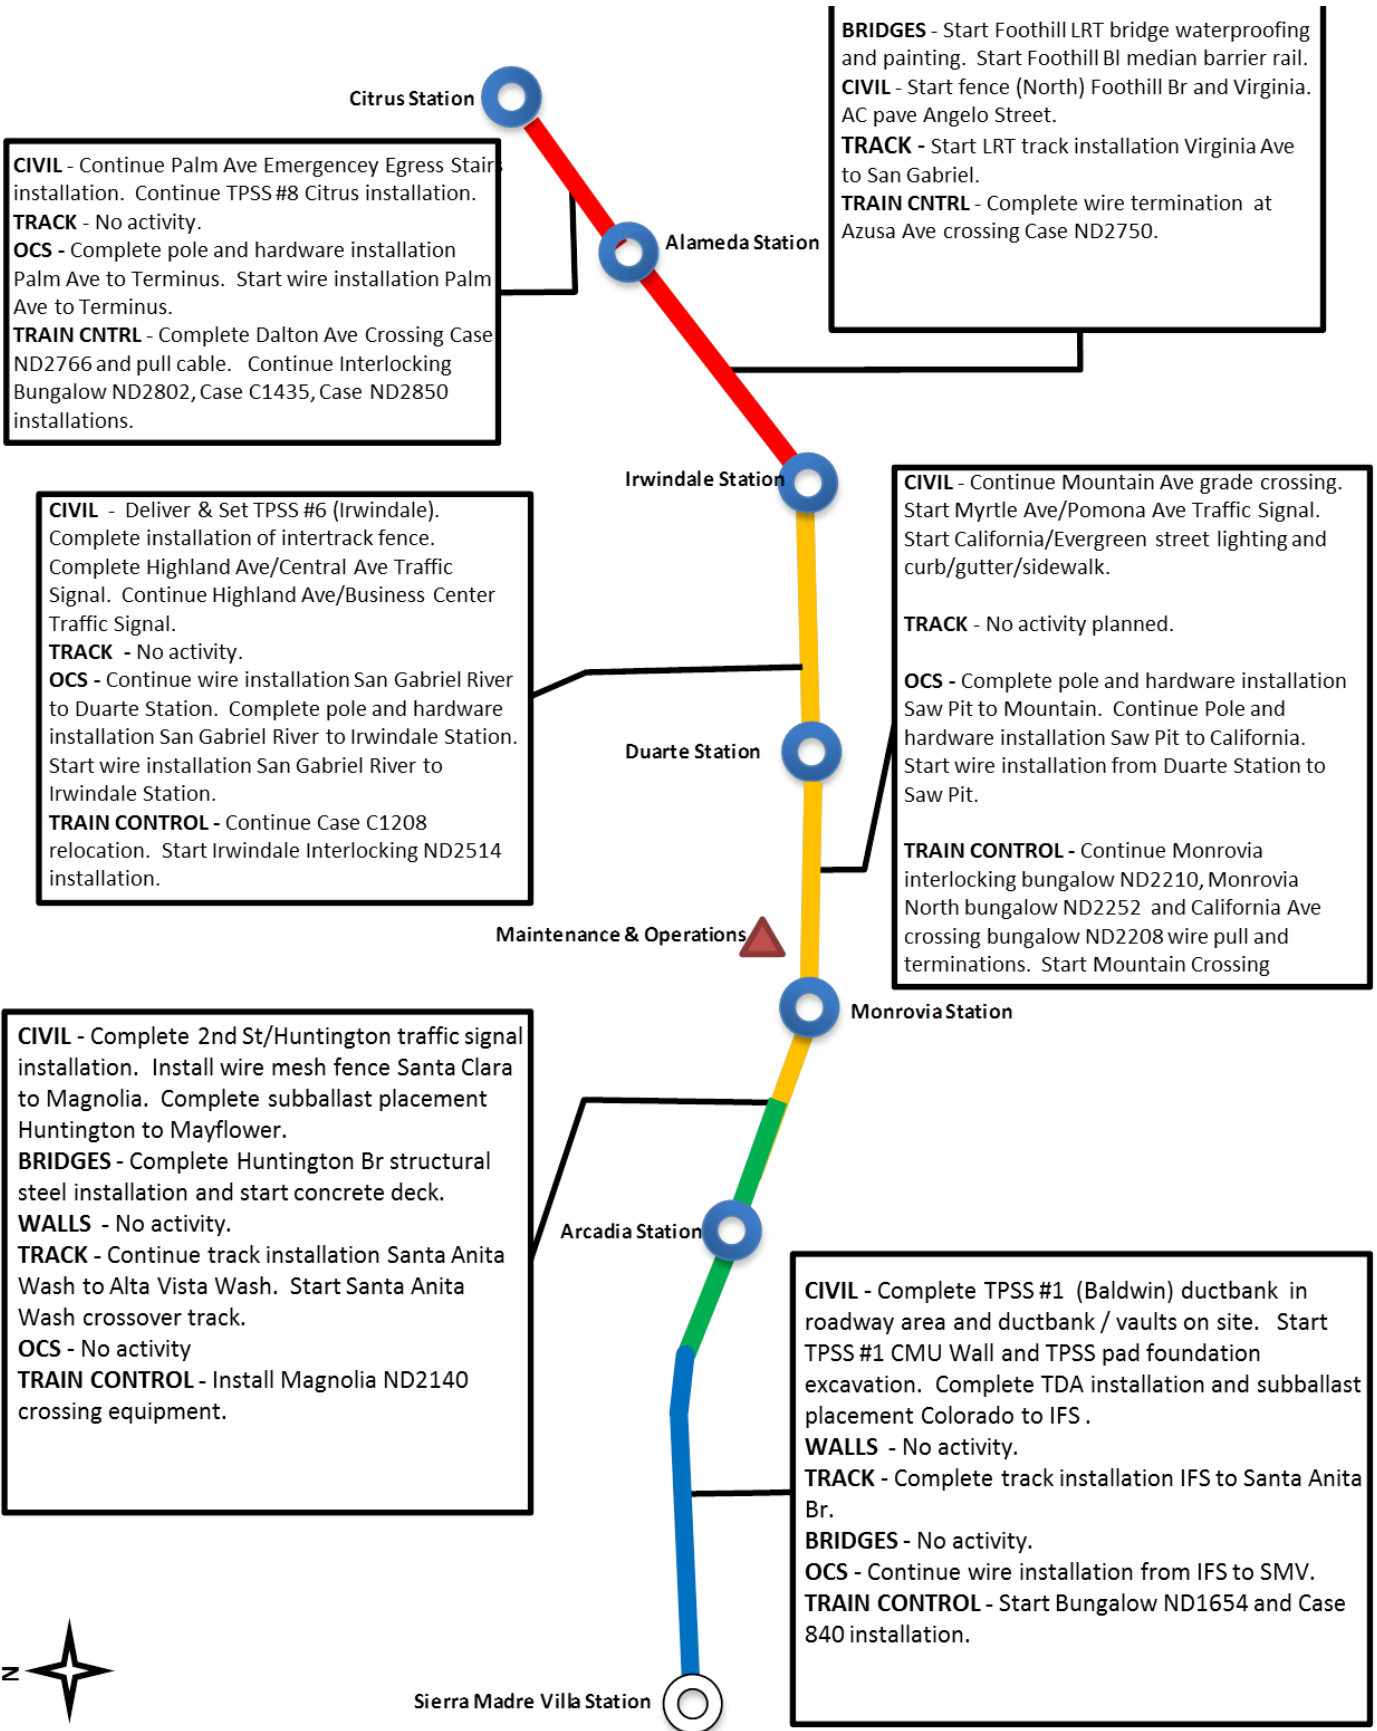 BRIDGES - Start Foothill LRT bridge waterproofing
and painting. Start Foothill Bl median barrier rail.
CIVIL - Start fence (North) Foothill Br and Virginia.
AC pave Angelo Street.
TRACK - Start LRT track installation Virginia Ave
to San Gabriel.
TRAIN CNTRL - Complete wire termination at
Azusa Ave crossing Case ND2750.
Citrus Station
CIVIL - Continue Palm Ave Emergencey Egress Stairs
installation. Continue TPSS #8 Citrus installation.
TRACK - No activity.
OCS - Complete pole and hardware installation
Palm Ave to Terminus. Start wire installation Palm
Ave to Terminus.
TRAIN CNTRL - Complete Dalton Ave Crossing Case
ND2766 and pull cable. Continue Interlocking
Bungalow ND2802, Case C1435, Case ND2850
installations.
Alameda Station
Irwindale Station
CIVIL - Deliver & Set TPSS #6 (Irwindale).
Complete installation of intertrack fence.
Complete Highland Ave/Central Ave Traffic
Signal. Continue Highland Ave/Business Center
Traffic Signal.
TRACK - No activity.
OCS - Continue wire installation San Gabriel River
to Duarte Station. Complete pole and hardware
installation San Gabriel River to Irwindale Station.
Start wire installation San Gabriel River to
Irwindale Station.
TRAIN CONTROL - Continue Case C1208
relocation. Start Irwindale Interlocking ND2514
installation.
CIVIL - Continue Mountain Ave grade crossing.
Start Myrtle Ave/Pomona Ave Traffic Signal.
Start California/Evergreen street lighting and
curb/gutter/sidewalk.
TRACK - No activity planned.
OCS - Complete pole and hardware installation
Saw Pit to Mountain. Continue Pole and
hardware installation Saw Pit to California.
Start wire installation from Duarte Station to
Saw Pit.
TRAIN CONTROL - Continue Monrovia
interlocking bungalow ND2210, Monrovia
North bungalow ND2252 and California Ave
crossing bungalow ND2208 wire pull and
terminations. Start Mountain Crossing
Duarte Station
Maintenance & Operations
Monrovia Station
CIVIL - Complete 2nd St/Huntington traffic signal
installation. Install wire mesh fence Santa Clara
to Magnolia. Complete subballast placement
Huntington to Mayflower.
BRIDGES - Complete Huntington Br structural
steel installation and start concrete deck.
WALLS - No activity.
TRACK - Continue track installation Santa Anita
Wash to Alta Vista Wash. Start Santa Anita
Wash crossover track.
OCS - No activity
TRAIN CONTROL - Install Magnolia ND2140
crossing equipment.
Arcadia Station
CIVIL - Complete TPSS #1 (Baldwin) ductbank in
roadway area and ductbank / vaults on site. Start
TPSS #1 CMU Wall and TPSS pad foundation
excavation. Complete TDA installation and subballast
placement Colorado to IFS .
WALLS - No activity.
TRACK - Complete track installation IFS to Santa Anita
Br.
BRIDGES - No activity.
OCS - Continue wire installation from IFS to SMV.
TRAIN CONTROL - Start Bungalow ND1654 and Case
840 installation.
N
Sierra Madre Villa Station